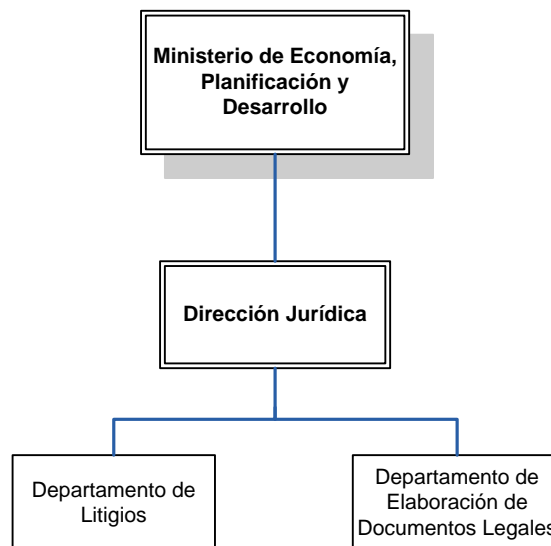 Ministerio de Economía,
Planificación y
Desarrollo
Dirección Jurídica
Departamento de
Litigios
Departamento de
Elaboración de
Documentos Legales